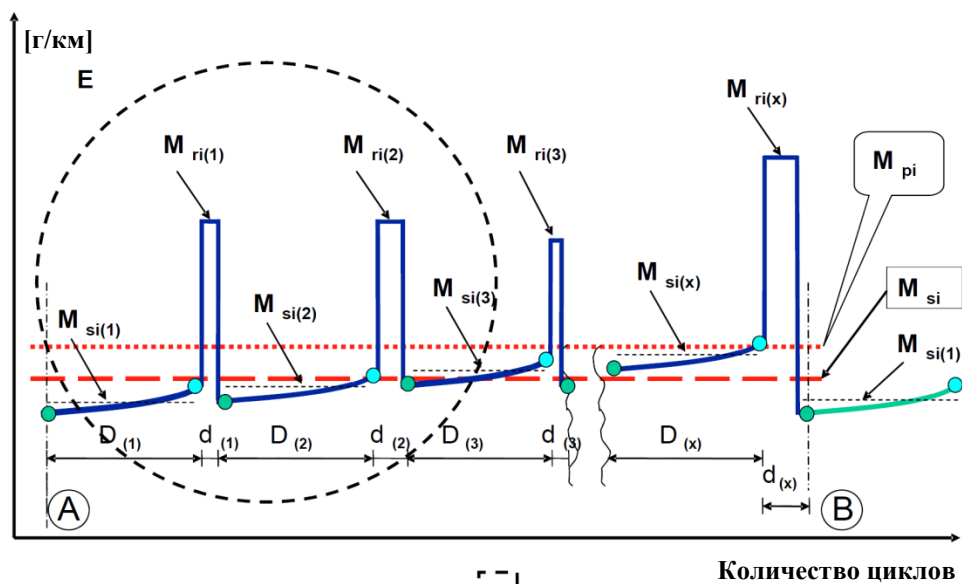 [г/км]
E
M ri(1)
M ri(2)
M ri(3)
M ri(x)
M pi
M si(1)
M si(2)
M si(3)
M si(x)
M si
M si(1)
D (1)
d (1)
D (2)
d (2)
D (3)
d (3)
D (x)
d (x)
A
B
Количество циклов